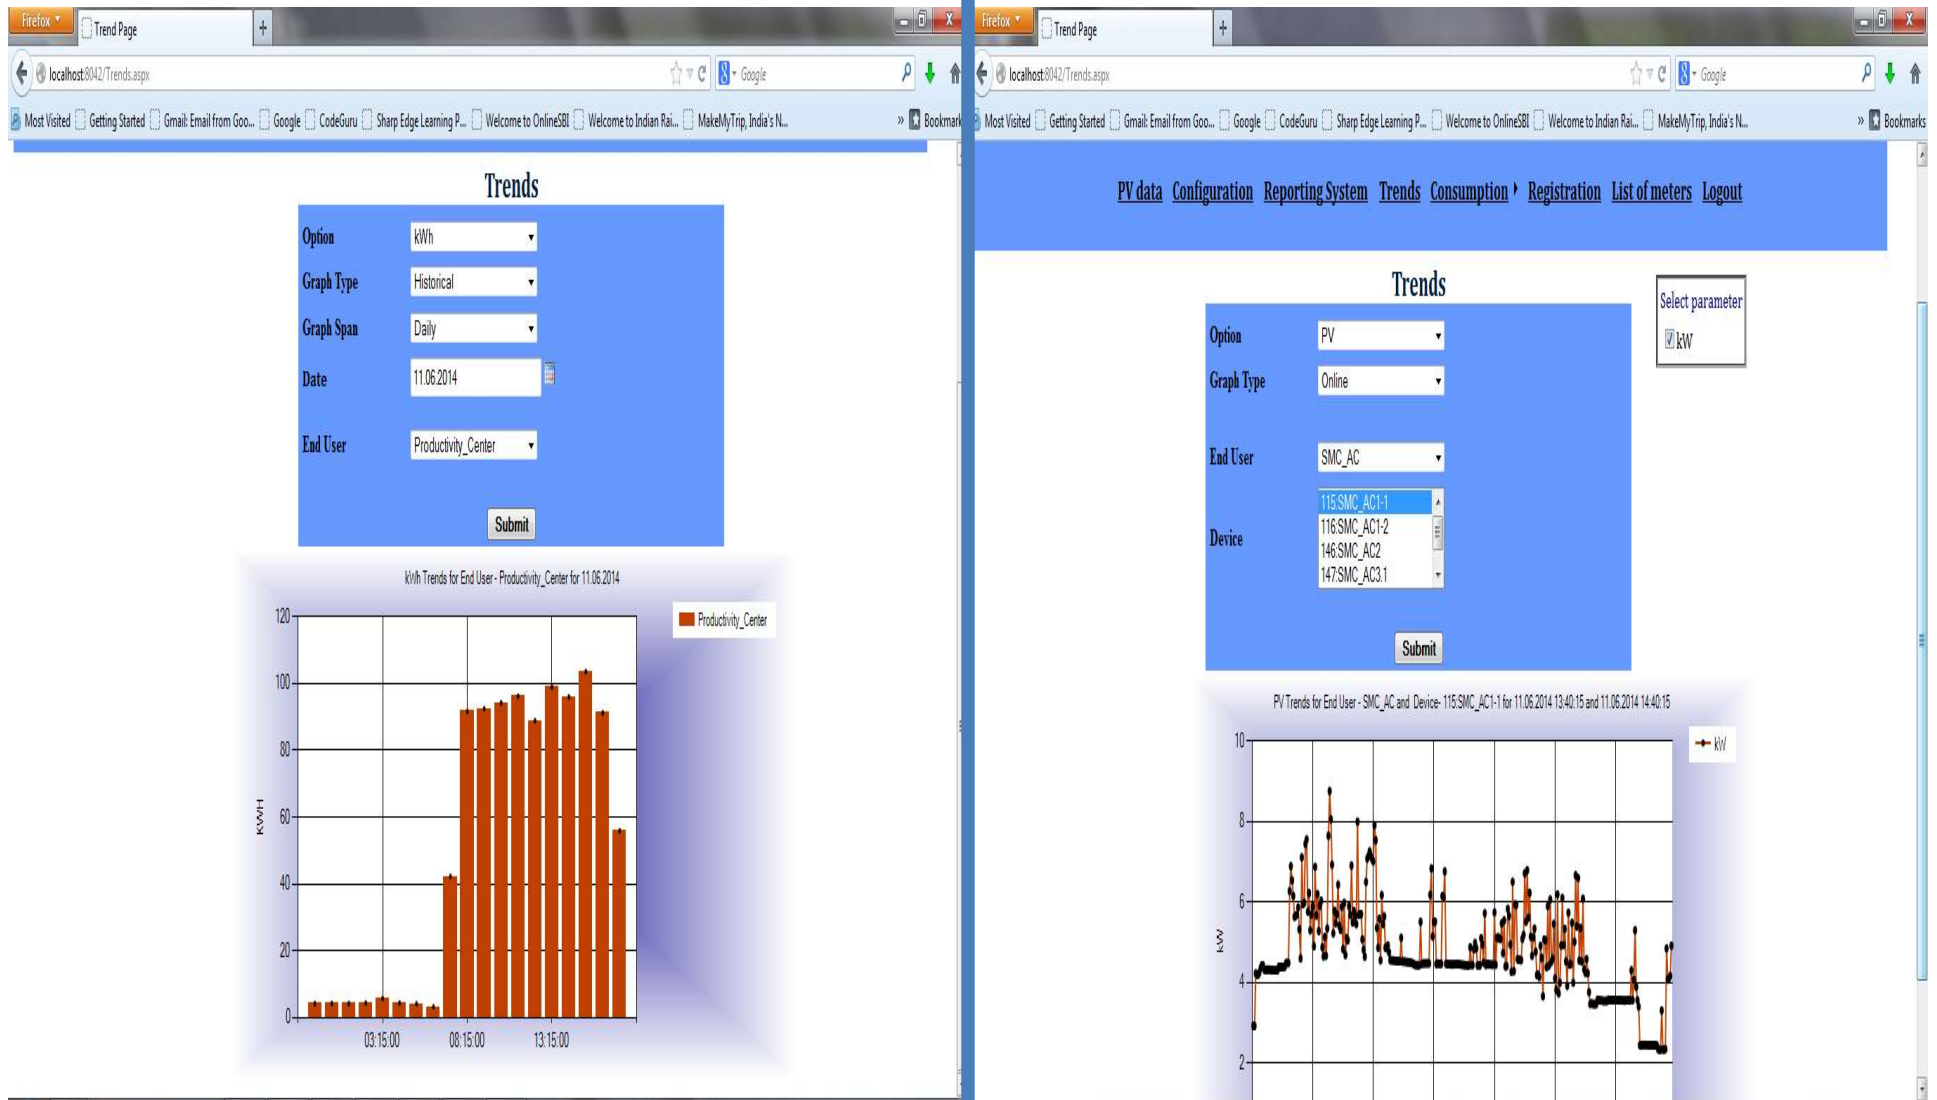 Firefox
Trend Page
+
localhost:8042/Trends.aspx
Google
Most Visited Getting Started Gmail: Email from Goo... Google CodeGuru Sharp Edge Learning P... Welcome to OnlineSBI Welcome to Indian Rai... MakeMyTrip, India's N... » Bookmark
Trends
Option kWh
Graph Type Historical
Graph Span Daily
Date 11.06.2014
End User Productivity_Center
Submit
kWh Trends for End User - Productivity_Center for 11.06.2014
Productivity_Center
120
100
80
60
40
20
0
KWH
03:15:00 08:15:00 13:15:00
Firefox
Trend Page
+
localhost:8042/Trends.aspx
Google
Most Visited Getting Started Gmail: Email from Goo... Google CodeGuru Sharp Edge Learning P... Welcome to OnlineSBI Welcome to Indian Rai... MakeMyTrip, India's N... » Bookmarks
PV data Configuration Reporting System Trends Consumption Registration List of meters Logout
Trends
Select parameter
kW
Option PV
Graph Type Online
End User SMC_AC
Device
115:SMC_AC1-1
116:SMC_AC1-2
146:SMC_AC2
147:SMC_AC3.1
Submit
PV Trends for End User - SMC_AC and Device- 115:SMC_AC1-1 for 11.06.2014 13:40:15 and 11.06.2014 14:40:15
kW
10
8
6
4
2
kW